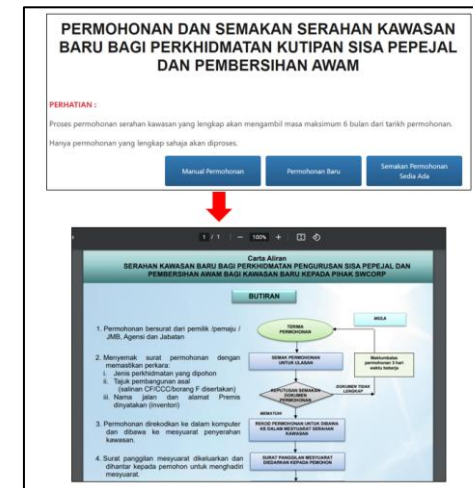 PERMOHONAN DAN SEMAKAN SERAHAN KAWASAN
BARU BAGI PERKHIDMATAN KUTIPAN SISA PEPEJAL
DAN PEMBERSIHAN AWAM
PERHATIAN :
Proses permohonan serahan kawasan yang lengkap akan mengambil masa maksimum 6 bulan dari tarikh permohonan.
Hanya permohonan yang lengkap sahaja akan diproses.
Manual Permohonan
Permohonan Baru
Semakan Permohonan
Sedia Ada
1 / 1 | — 100% +
Carta Aliran
SERAHAN KAWASAN BARU BAGI PERKHIDMATAN PENGURUSAN SISA PEPEJAL DAN
PEMBERSIHAN AWAM BAGI KAWASAN BARU KEPADA PIHAK SWCORP
BUTIRAN
1. Permohonan bersurat dari pemilik /pemaju /
JMB, Agensi dan Jabatan
2. Menyemak surat permohonan dengan
memastikan perkara:
i. Jenis perkhidmatan yg dipohon
ii. Tajuk pembangunan asal
(salinan CF/CCC/borang F disertakan)
iii. Nama jalan dan alamat Premis
dinyatakan (inventori)
3. Permohonan direkodkan ke dalam komputer
dan dibawa ke mesyuarat penyerahan
kawasan.
4. Surat panggilan mesyuarat dikeluarkan dan
dihantar kepada pemohon untuk menghadiri
mesyuarat.
MULA
TERIMA
PERMOHONAN
SEMAK PERMOHONAN
UNTUK ULASAN
Maklumbalas
permohonan 3 hari
waktu bekerja
KEPUTUSAN SEMAKAN
DOKUMEN
PERMOHONAN
DOKUMEN TIDAK
LENGKAP
MEMATUHI
REKOD PERMOHONAN UNTUK DIBAWA
KE DALAM MESYUARAT SERAHAN
KAWASAN
SURAT PANGGILAN MESYUARAT
DIEDARKAN KEPADA PEMOHON